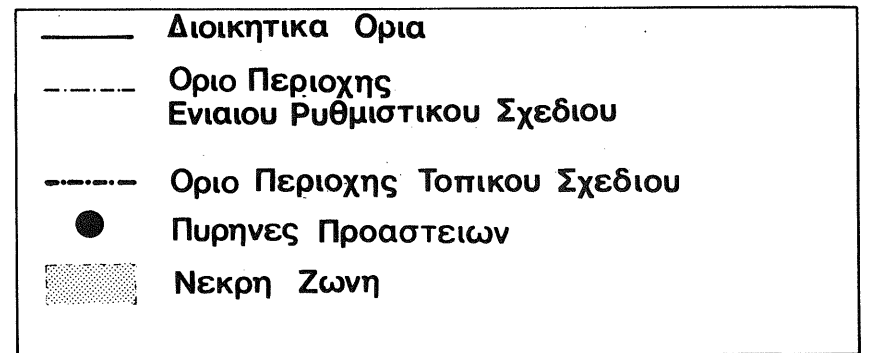 Διοικητικα Ορια
Οριο Περιοχης
Ενιαιου Ρυθμιστικου Σχεδιου
Οριο Περιοχης Τοπικου Σχεδιου
Πυρηνες Προαστειων
Νεκρη Ζωνη